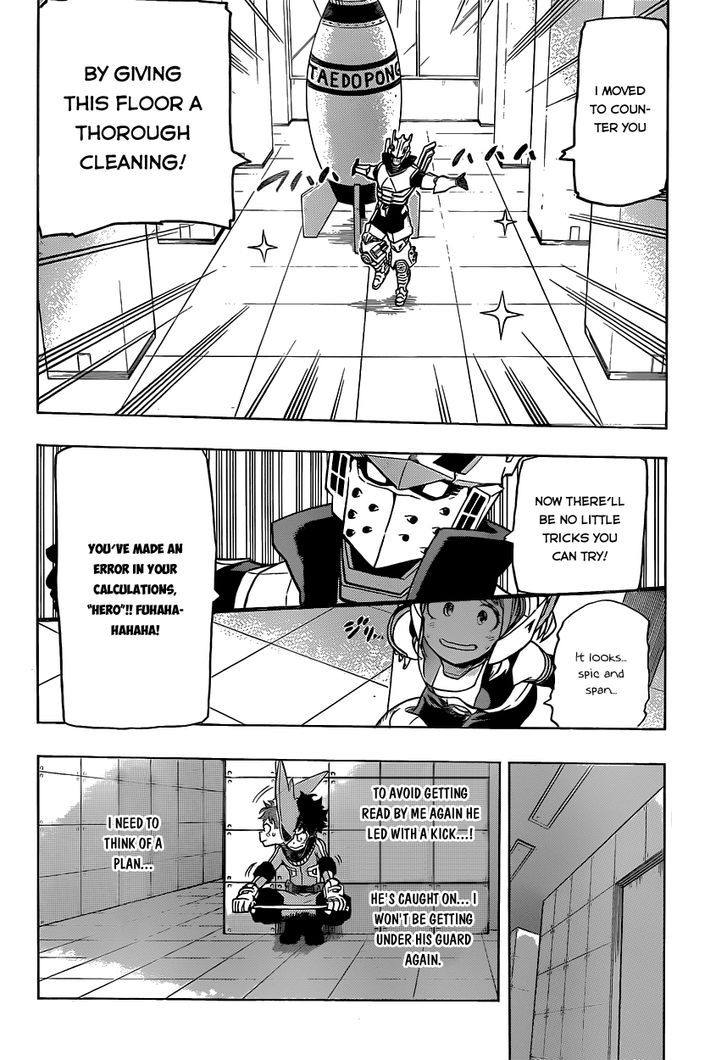 I MOVED
TO COUN-
TER YOU
BY GIVING
THIS FLOOR A
THOROUGH
CLEANING!
TAEDOPONG
NOW THERE'LL
BE NO LITTLE
TRICKS YOU
CAN TRY!
YOU'VE MADE AN
ERROR IN YOUR
CALCULATIONS,
"HERO"!! FUHAHA-
HAHAHA!
It looks...
spic and
span...
TO AVOID GETTING
READ BY ME AGAIN HE
LED WITH A KICK...!
HE'S CAUGHT ON... I
WON'T BE GETTING
UNDER HIS GUARD
AGAIN.
I NEED TO
THINK OF A
PLAN...